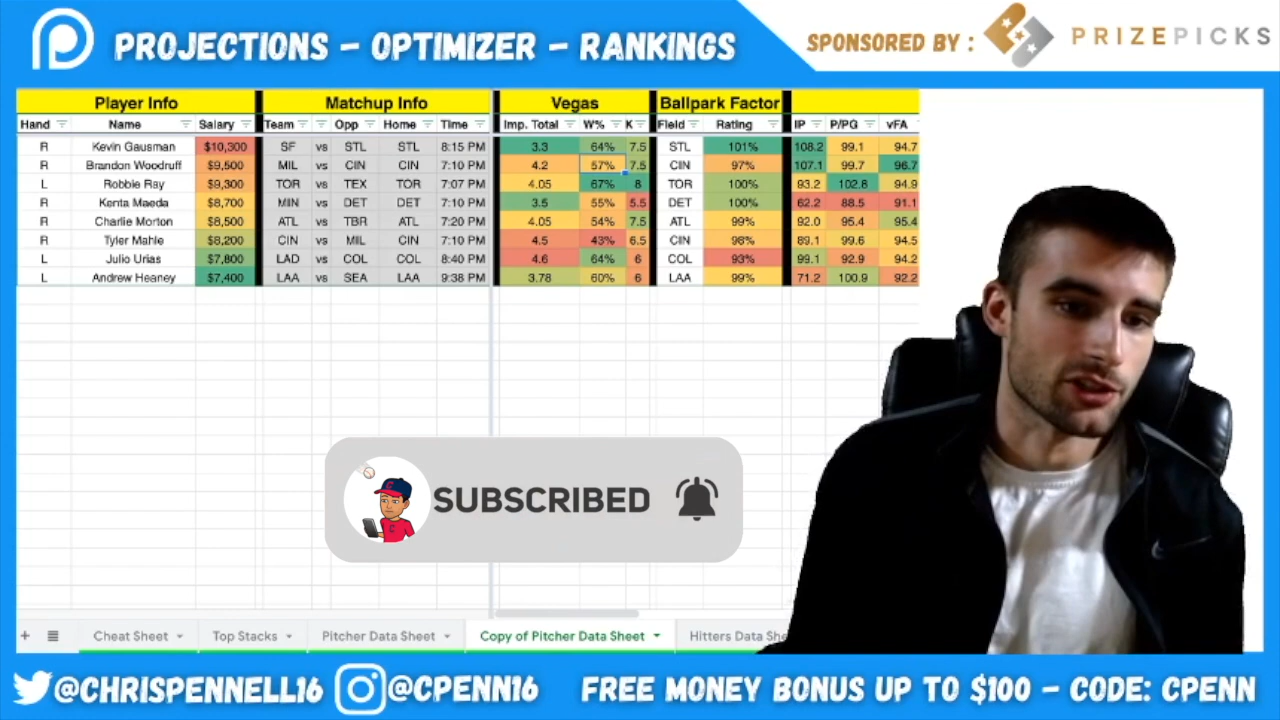 PROJECTIONS - OPTIMIZER - RANKINGS
SPONSORED BY : PRIZEPICKS
Player Info Matchup Info Vegas Ballpark Factor
Hand Name Salary Team Opp Home Time Imp. Total W% K Field Rating IP P/PG vFA
R Kevin Gausman $10,300 SF vs STL STL 8:15 PM 3.3 64% 7.5 STL 101% 108.2 99.1 94.7
R Brandon Woodruff $9,500 MIL vs CIN CIN 7:10 PM 4.2 57% 7.5 CIN 97% 107.1 99.7 96.7
L Robbie Ray $9,300 TOR vs TEX TOR 7:07 PM 4.05 67% 8 TOR 100% 93.2 102.8 94.9
R Kenta Maeda $8,700 MIN vs DET DET 7:10 PM 3.5 55% 5.5 DET 100% 62.2 88.5 91.1
R Charlie Morton $8,500 ATL vs TBR ATL 7:20 PM 4.05 54% 7.5 ATL 99% 92.0 95.4 95.4
R Tyler Mahle $8,200 CIN vs MIL CIN 7:10 PM 4.5 43% 6.5 CIN 98% 89.1 99.6 94.5
L Julio Urias $7,800 LAD vs COL COL 8:40 PM 4.6 64% 6 COL 93% 99.1 92.9 94.2
L Andrew Heaney $7,400 LAA vs SEA LAA 9:38 PM 3.78 60% 6 LAA 99% 71.2 100.9 92.2
SUBSCRIBED
+ Cheat Sheet Top Stacks Pitcher Data Sheet Copy of Pitcher Data Sheet Hitters Data She
@CHRISPENNELL16 @CPENN16 FREE MONEY BONUS UP TO $100 - CODE: CPENN